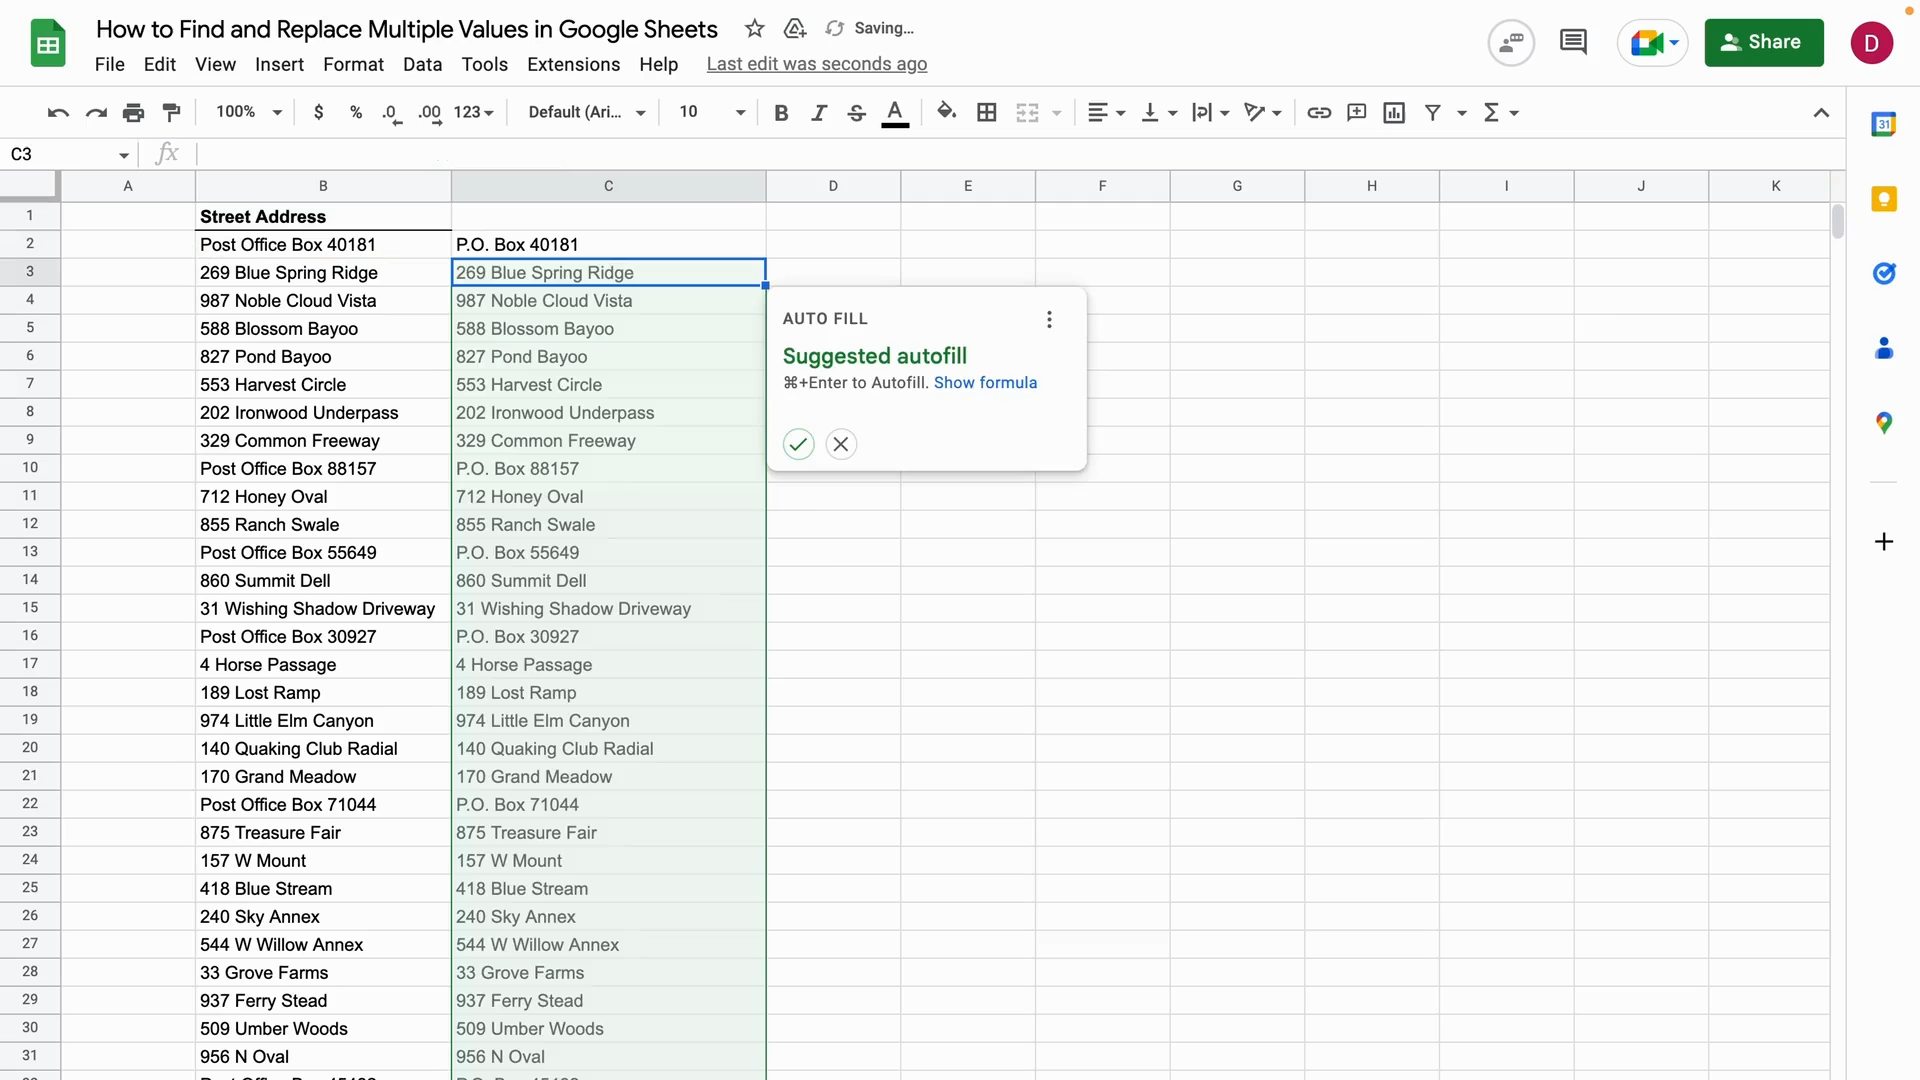 How to Find and Replace Multiple Values in Google Sheets Saving...
File Edit View Insert Format Data Tools Extensions Help Last edit was seconds ago
Share
D
100% $ % .0 .00 123 Default (Ari... 10 B I S A Σ
31
C3 fx
A B C D E F G H I J K
1 Street Address
2 Post Office Box 40181 P.O. Box 40181
3 269 Blue Spring Ridge 269 Blue Spring Ridge
4 987 Noble Cloud Vista 987 Noble Cloud Vista
5 588 Blossom Bayoo 588 Blossom Bayoo
6 827 Pond Bayoo 827 Pond Bayoo
7 553 Harvest Circle 553 Harvest Circle
8 202 Ironwood Underpass 202 Ironwood Underpass
9 329 Common Freeway 329 Common Freeway
10 Post Office Box 88157 P.O. Box 88157
11 712 Honey Oval 712 Honey Oval
12 855 Ranch Swale 855 Ranch Swale
13 Post Office Box 55649 P.O. Box 55649
14 860 Summit Dell 860 Summit Dell
15 31 Wishing Shadow Driveway 31 Wishing Shadow Driveway
16 Post Office Box 30927 P.O. Box 30927
17 4 Horse Passage 4 Horse Passage
18 189 Lost Ramp 189 Lost Ramp
19 974 Little Elm Canyon 974 Little Elm Canyon
20 140 Quaking Club Radial 140 Quaking Club Radial
21 170 Grand Meadow 170 Grand Meadow
22 Post Office Box 71044 P.O. Box 71044
23 875 Treasure Fair 875 Treasure Fair
24 157 W Mount 157 W Mount
25 418 Blue Stream 418 Blue Stream
26 240 Sky Annex 240 Sky Annex
27 544 W Willow Annex 544 W Willow Annex
28 33 Grove Farms 33 Grove Farms
29 937 Ferry Stead 937 Ferry Stead
30 509 Umber Woods 509 Umber Woods
31 956 N Oval 956 N Oval
AUTO FILL
Suggested autofill
⌘+Enter to Autofill. Show formula